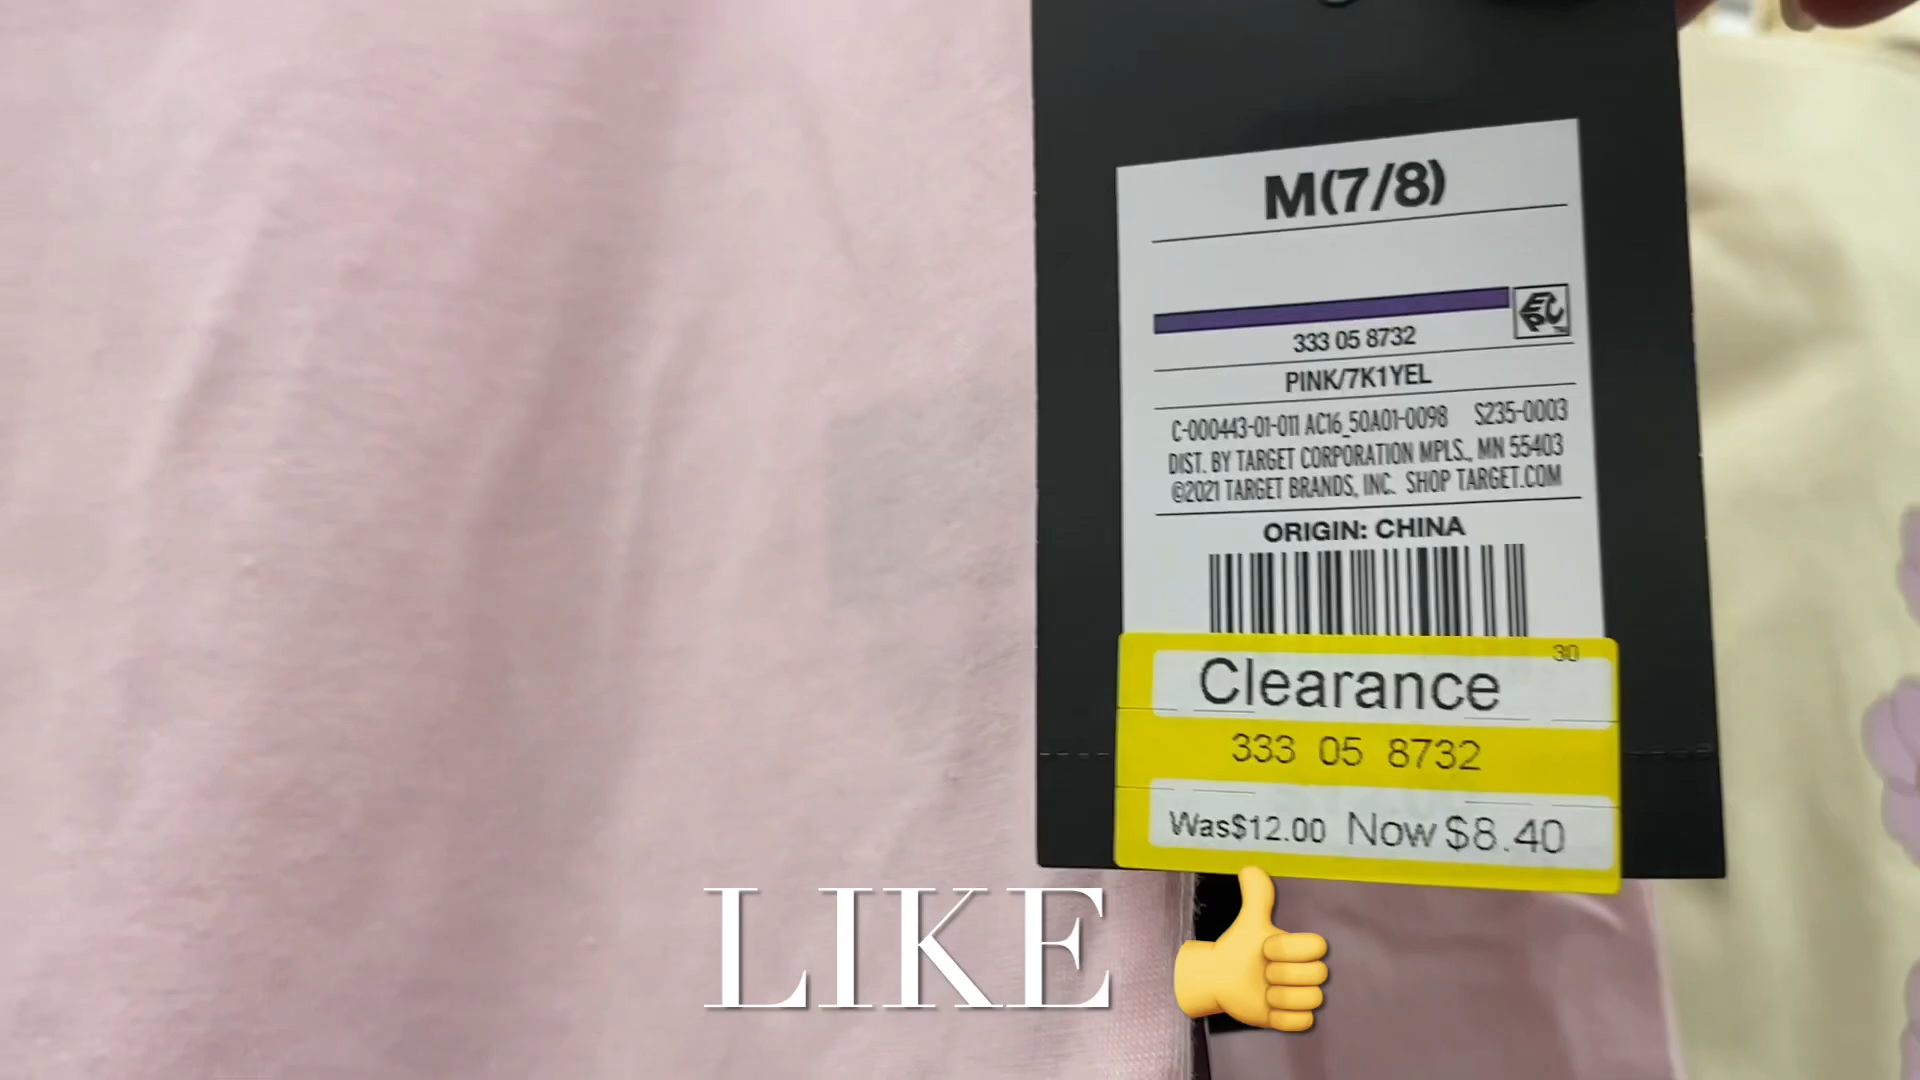 M(7/8)
EPC
333 05 8732
PINK/7K1YEL
C-000443-01-011 AC16_50A01-0098 S235-0003
DIST. BY TARGET CORPORATION MPLS., MN 55403
©2021 TARGET BRANDS, INC. SHOP TARGET.COM
ORIGIN: CHINA
30
Clearance
333 05 8732
Was$12.00 Now $8.40
LIKE 👍